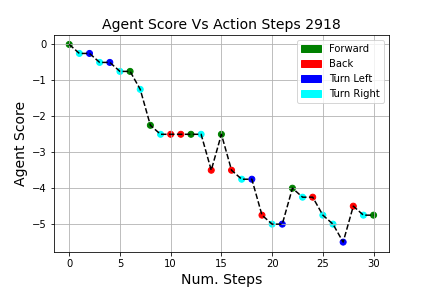 Agent Score Vs Action Steps 2918
Forward
Back
Turn Left
Turn Right
Agent Score
0
−1
−2
−3
−4
−5
0 5 10 15 20 25 30
Num. Steps